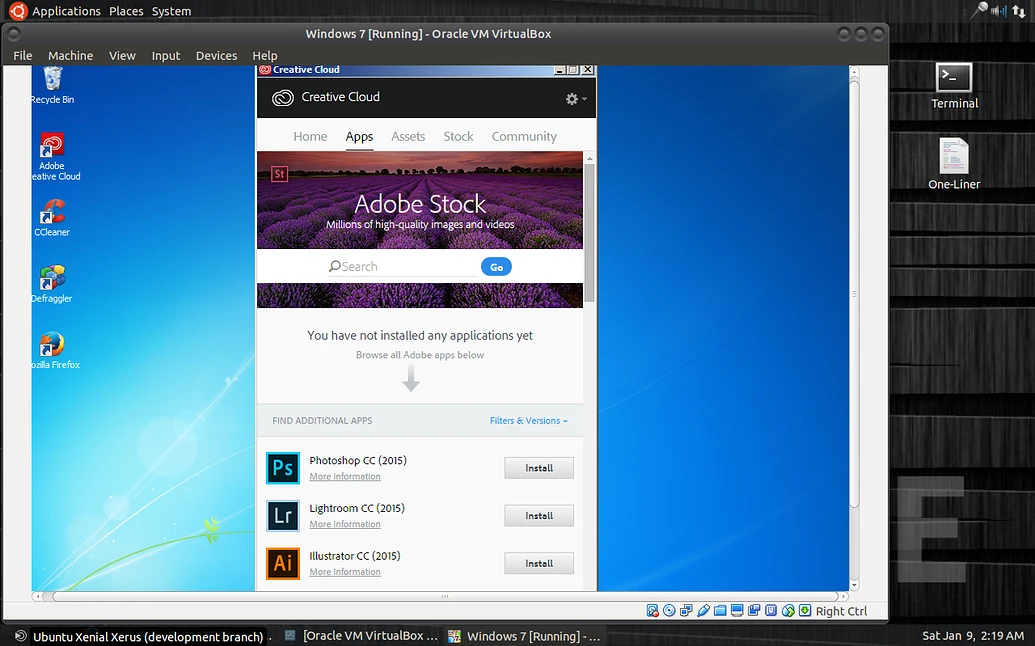 Applications Places System
Windows 7 [Running] - Oracle VM VirtualBox
File Machine View Input Devices Help
Recycle Bin
Adobe
eative Cloud
CCleaner
Defraggler
ozilla Firefox
Creative Cloud
Creative Cloud
Home Apps Assets Stock Community
St
Adobe Stock
Millions of high-quality images and videos
Search
Go
You have not installed any applications yet
Browse all Adobe apps below
FIND ADDITIONAL APPS
Filters & Versions
Ps
Photoshop CC (2015)
More Information
Install
Lr
Lightroom CC (2015)
More Information
Install
Ai
Illustrator CC (2015)
More Information
Install
Right Ctrl
Terminal
One-Liner
E
Ubuntu Xenial Xerus (development branch) .
[Oracle VM VirtualBox ...
Windows 7 [Running] - ...
Sat Jan 9, 2:19 AM